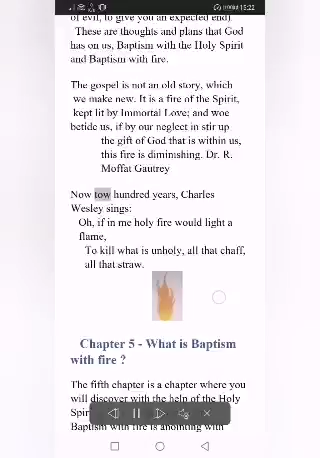 15:22
of evil, to give you an expected end)
These are thoughts and plans that God
has on us, Baptism with the Holy Spirit
and Baptism with fire.
The gospel is not an old story, which
we make new. It is a fire of the Spirit,
kept lit by Immortal Love; and woe
betide us, if by our neglect in stir up
the gift of God that is within us,
this fire is diminishing. Dr. R.
Moffat Gautrey
Now tow hundred years, Charles
Wesley sings:
Oh, if in me holy fire would light a
flame,
To kill what is unholy, all that chaff,
all that straw.
Chapter 5 - What is Baptism
with fire ?
The fifth chapter is a chapter where you
will discover with the help of the Holy
Spir
Baptism with fire is anointing with